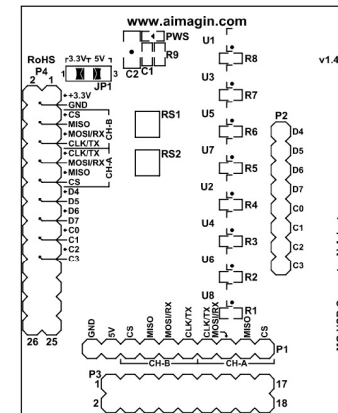 www.aimagin.com
PWS
R9
C2
C1
RoHS
P4
2 1
3.3V 5V
1 3
JP1
+3.3V
GND
CS
MISO
MOSI/RX
CLK/TX
CLK/TX
MOSI/RX
MISO
CS
D4
D5
D6
D7
C0
C1
C2
C3
CH-B
CH-A
26 25
RS1
RS2
U1
R8
U3
R7
U5
R6
U7
R5
U2
R4
U4
R3
U6
R2
U8
R1
v1.4
P2
D4
D5
D6
D7
C0
C1
C2
C3
GND
5V
CS
MISO
MOSI/RX
CLK/TX
CLK/TX
MOSI/RX
MISO
CS
P1
CH-B
CH-A
P3
1 17
2 18